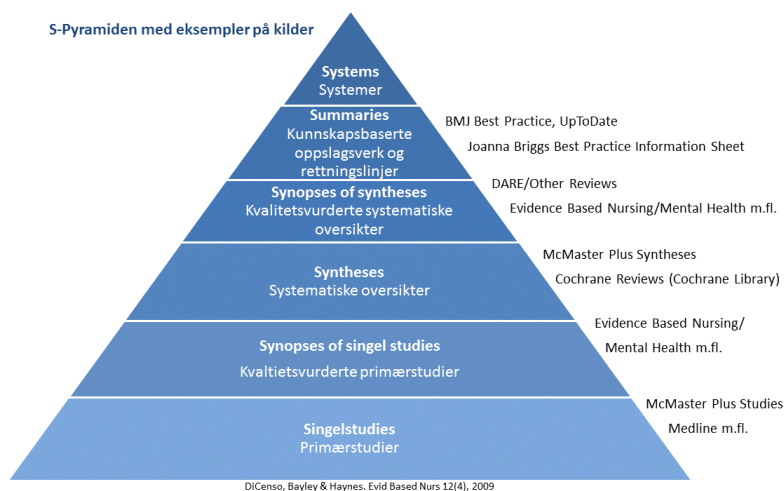 S-Pyramiden med eksempler på kilder
Systems
Systemer
Summaries
Kunnskapsbaserte
oppslagsverk og
rettningslinjer
BMJ Best Practice, UpToDate
Joanna Briggs Best Practice Information Sheet
Synopses of syntheses
Kvalitetsvurderte systematiske
oversikter
DARE/Other Reviews
Evidence Based Nursing/Mental Health m.fl.
Syntheses
Systematiske oversikter
McMaster Plus Syntheses
Cochrane Reviews (Cochrane Library)
Synopses of singel studies
Kvaltietsvurderte primærstudier
Evidence Based Nursing/
Mental Health m.fl.
Singelstudies
Primærstudier
McMaster Plus Studies
Medline m.fl.
DiCenso, Bayley & Haynes. Evid Based Nurs 12(4), 2009